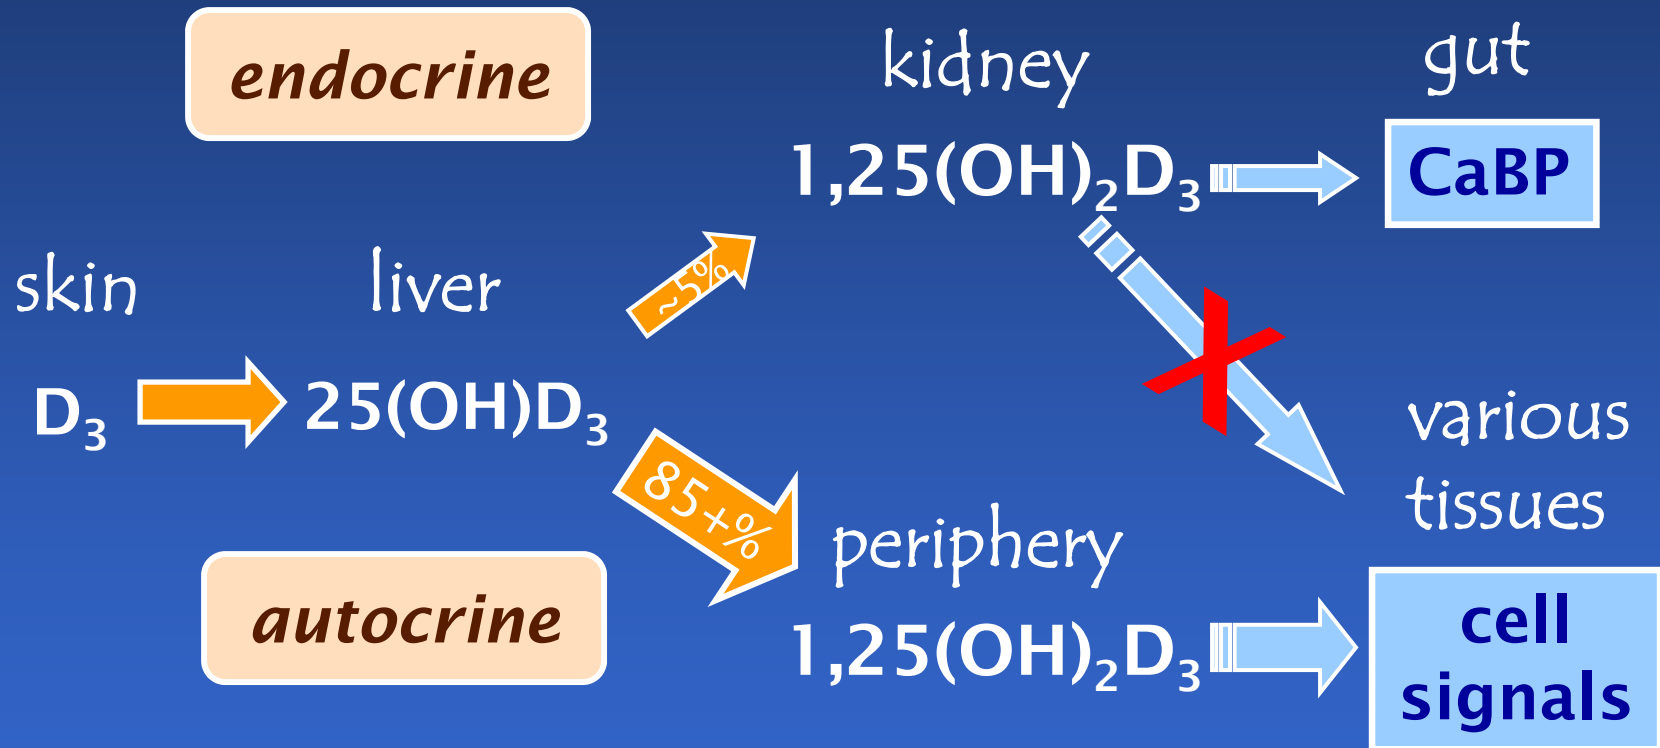 endocrine
kidney
gut
1,25(OH)₂D₃
CaBP
~5%
skin
liver
D₃
25(OH)D₃
various
tissues
85+%
periphery
autocrine
1,25(OH)₂D₃
cell
signals